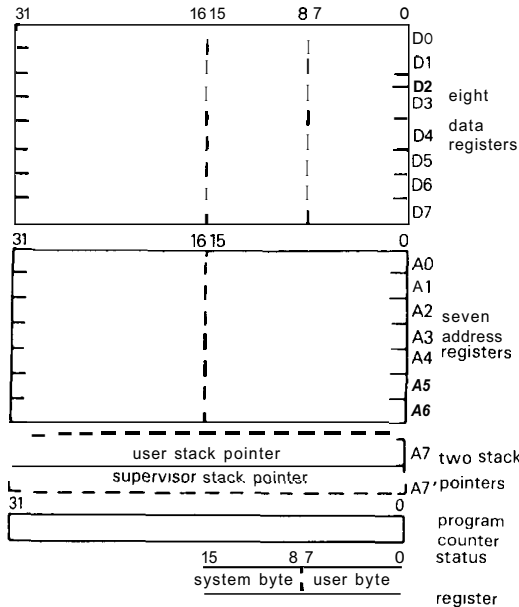 31 16 15 8 7 0
D0
D1
D2
D3
D4
D5
D6
D7
eight
data
registers
31 16 15 0
A0
A1
A2
A3
A4
A5
A6
seven
address
registers
user stack pointer
A7
supervisor stack pointer
A7'
two stack
pointers
31 0
program
counter
15 8 7 0
system byte user byte
status
register